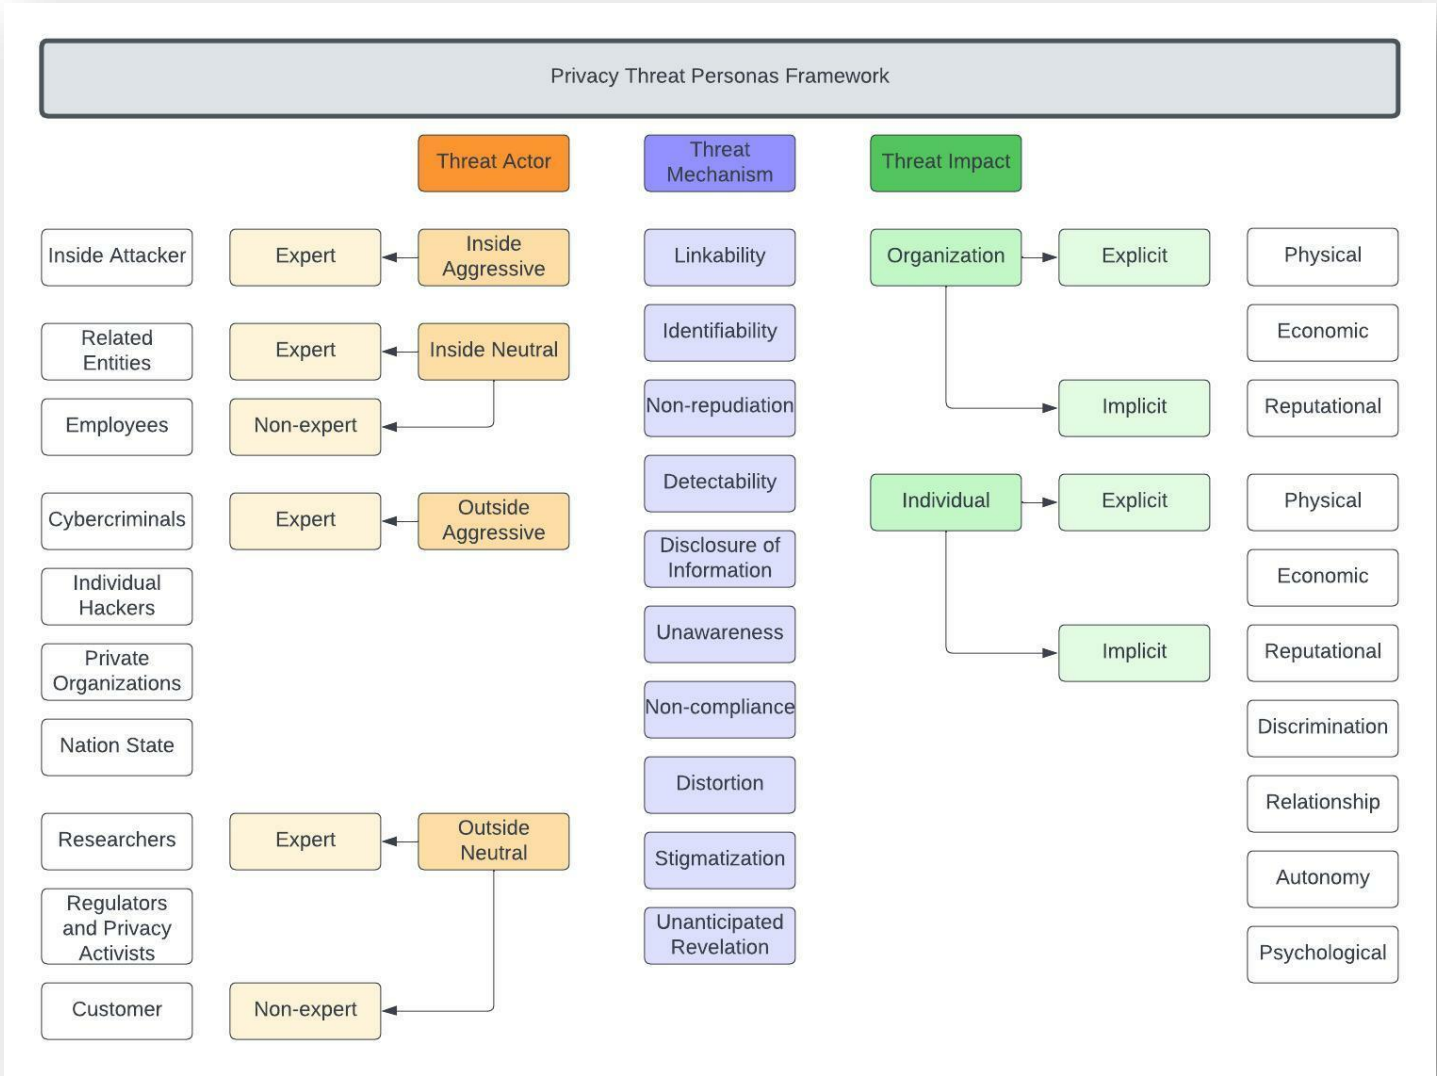 Privacy Threat Personas Framework
Threat Actor
Threat
Mechanism
Threat Impact
Inside Attacker
Expert
Inside
Aggressive
Related
Entities
Expert
Inside Neutral
Employees
Non-expert
Cybercriminals
Expert
Outside
Aggressive
Individual
Hackers
Private
Organizations
Nation State
Researchers
Expert
Outside
Neutral
Regulators
and Privacy
Activists
Customer
Non-expert
Linkability
Identifiability
Non-repudiation
Detectability
Disclosure of
Information
Unawareness
Non-compliance
Distortion
Stigmatization
Unanticipated
Revelation
Organization
Explicit
Physical
Economic
Implicit
Reputational
Individual
Explicit
Physical
Economic
Implicit
Reputational
Discrimination
Relationship
Autonomy
Psychological